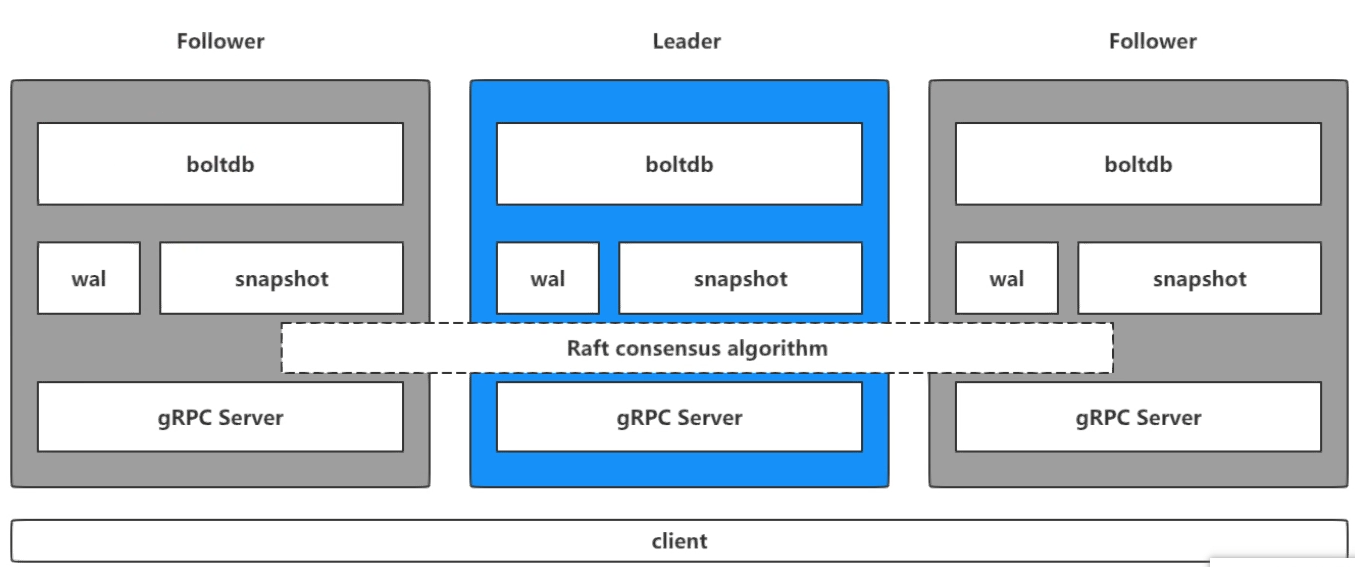 Follower Leader Follower
boltdb boltdb boltdb
wal snapshot wal snapshot wal snapshot
Raft consensus algorithm
gRPC Server gRPC Server gRPC Server
client